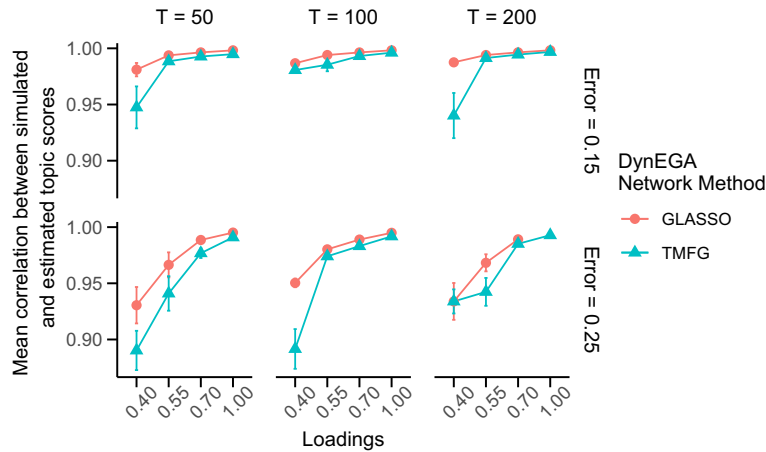 T = 50
T = 100
T = 200
Mean correlation between simulated
and estimated topic scores
1.00
0.95
0.90
Error = 0.15
1.00
0.95
0.90
Error = 0.25
DynEGA
Network Method
GLASSO
TMFG
0.40 0.55 0.70 1.00
0.40 0.55 0.70 1.00
0.40 0.55 0.70 1.00
Loadings